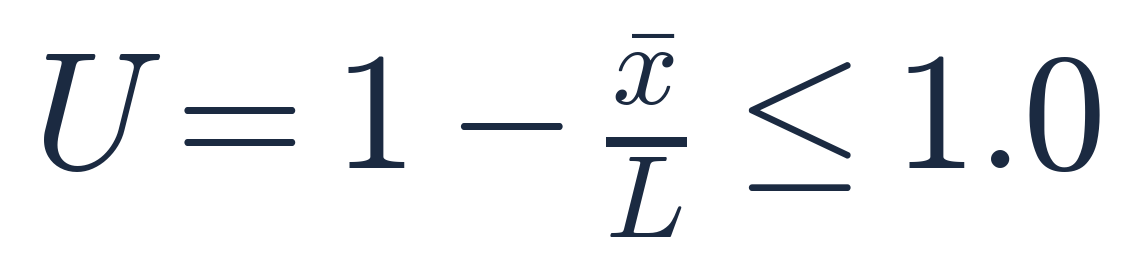 U = 1 − x̄/L ≤ 1.0